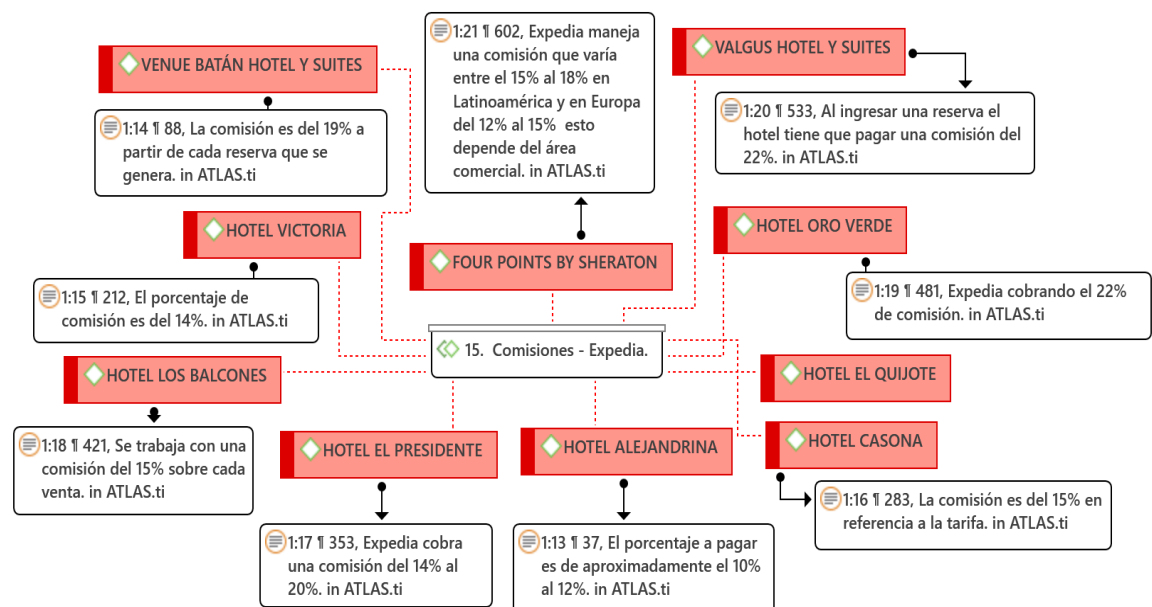 VENUE BATÁN HOTEL Y SUITES
1:14 ¶ 88, La comisión es del 19% a
partir de cada reserva que se
genera. in ATLAS.ti
1:21 ¶ 602, Expedia maneja
una comisión que varía
entre el 15% al 18% en
Latinoamérica y en Europa
del 12% al 15% esto
depende del área
comercial. in ATLAS.ti
VALGUS HOTEL Y SUITES
1:20 ¶ 533, Al ingresar una reserva el
hotel tiene que pagar una comisión del
22%. in ATLAS.ti
HOTEL VICTORIA
1:15 ¶ 212, El porcentaje de
comisión es del 14%. in ATLAS.ti
FOUR POINTS BY SHERATON
HOTEL ORO VERDE
1:19 ¶ 481, Expedia cobrando el 22%
de comisión. in ATLAS.ti
15. Comisiones - Expedia.
HOTEL LOS BALCONES
1:18 ¶ 421, Se trabaja con una
comisión del 15% sobre cada
venta. in ATLAS.ti
HOTEL EL QUIJOTE
HOTEL EL PRESIDENTE
1:17 ¶ 353, Expedia cobra
una comisión del 14% al
20%. in ATLAS.ti
HOTEL ALEJANDRINA
1:13 ¶ 37, El porcentaje a pagar
es de aproximadamente el 10%
al 12%. in ATLAS.ti
HOTEL CASONA
1:16 ¶ 283, La comisión es del 15% en
referencia a la tarifa. in ATLAS.ti